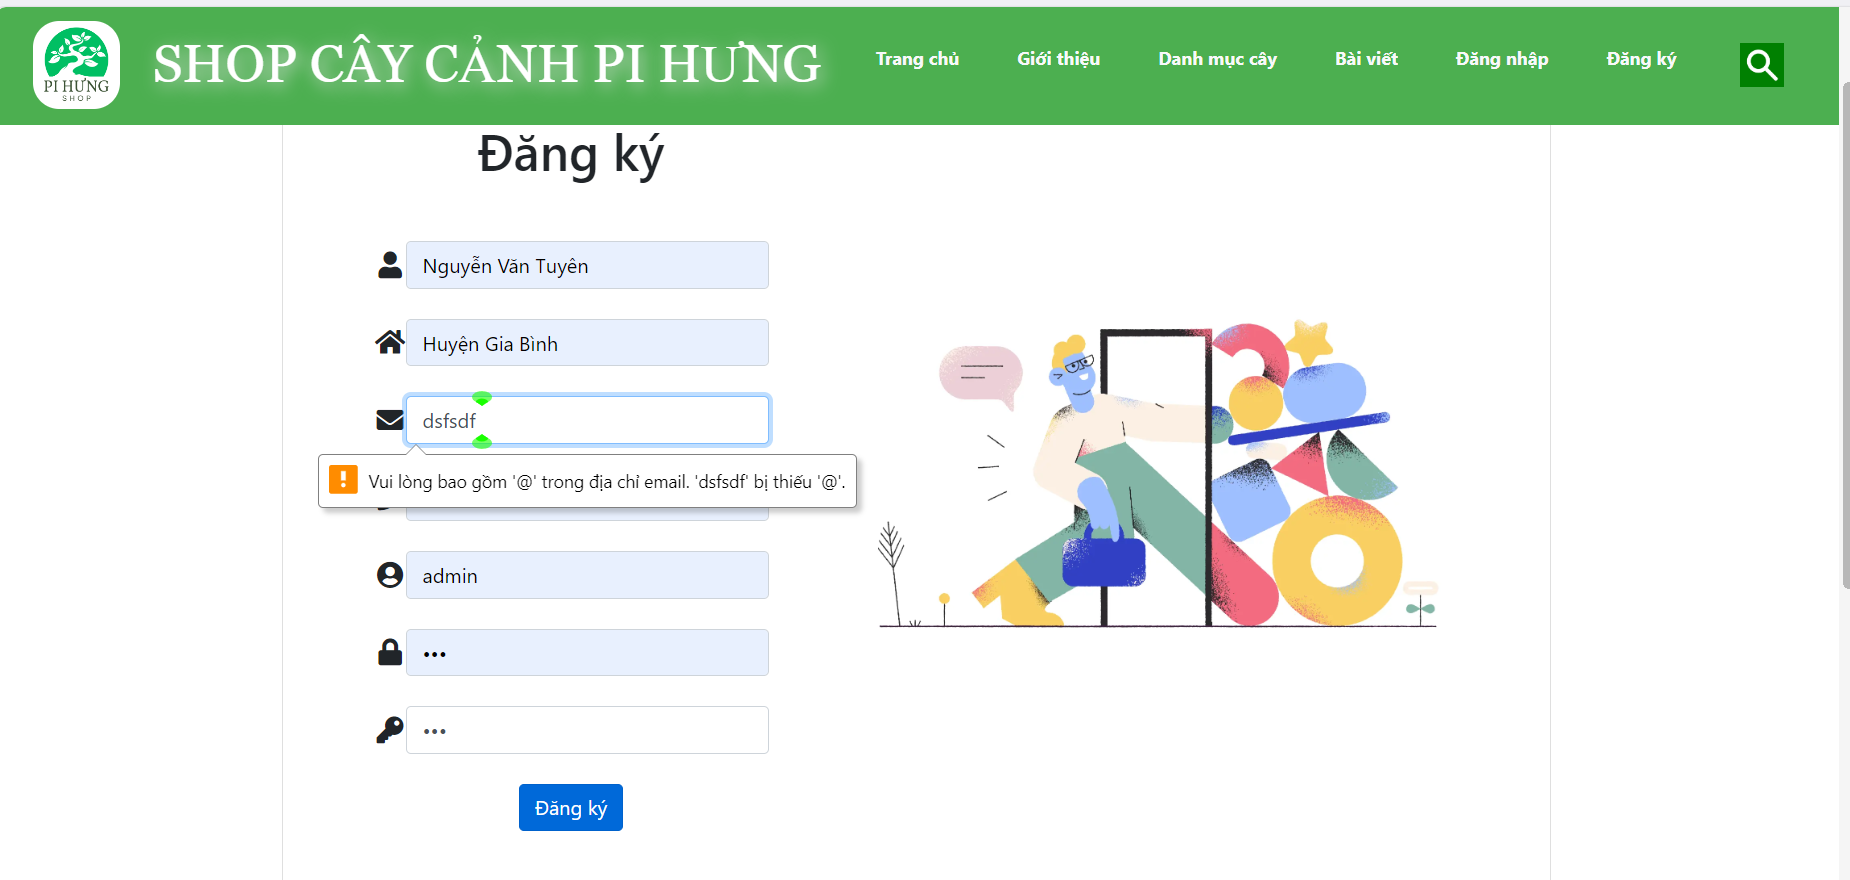 PI HƯNG
SHOP
SHOP CÂY CẢNH PI HƯNG
Trang chủ
Giới thiệu
Danh mục cây
Bài viết
Đăng nhập
Đăng ký
Đăng ký
Nguyễn Văn Tuyên
Huyện Gia Bình
dsfsdf
Vui lòng bao gồm '@' trong địa chỉ email. 'dsfsdf' bị thiếu '@'.
admin
•••
•••
Đăng ký